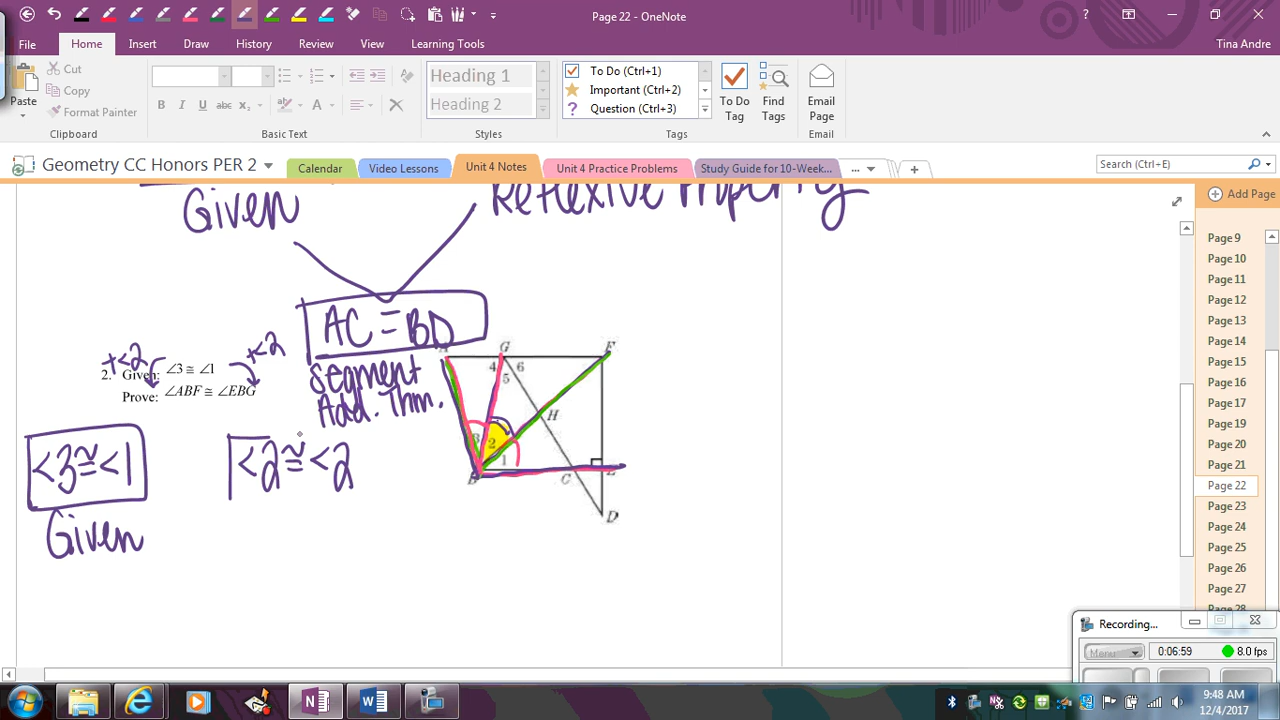 Page 22 - OneNote
?
Tina Andre
File
Home
Insert
Draw
History
Review
View
Learning Tools
Paste
Cut
Copy
Format Painter
B I U x₂ A
Heading 1
Heading 2
To Do (Ctrl+1)
Important (Ctrl+2)
Question (Ctrl+3)
To Do Tag
Find Tags
Email Page
Clipboard
Basic Text
Styles
Tags
Email
Geometry CC Honors PER 2
Calendar
Video Lessons
Unit 4 Notes
Unit 4 Practice Problems
Study Guide for 10-Week...
...
Search (Ctrl+E)
Add Page
Page 9
Page 10
Page 11
Page 12
Page 13
Page 14
Page 15
Page 16
Page 17
Page 18
Page 19
Page 20
Page 21
Page 22
Page 23
Page 24
Page 25
Page 26
Page 27
Page 28
Given
Reflexive Property
AC = BD
segment
Add. Thm.
+<2
+<2
2. Given: ∠3 ≅ ∠1
Prove: ∠ABF ≅ ∠EBG
<3≅<1
Given
<2≅<2
A G F
4 6
5
H
3 2
1
B C E
D
Recording...
Menu
0:06:59
8.0 fps
9:48 AM
12/4/2017